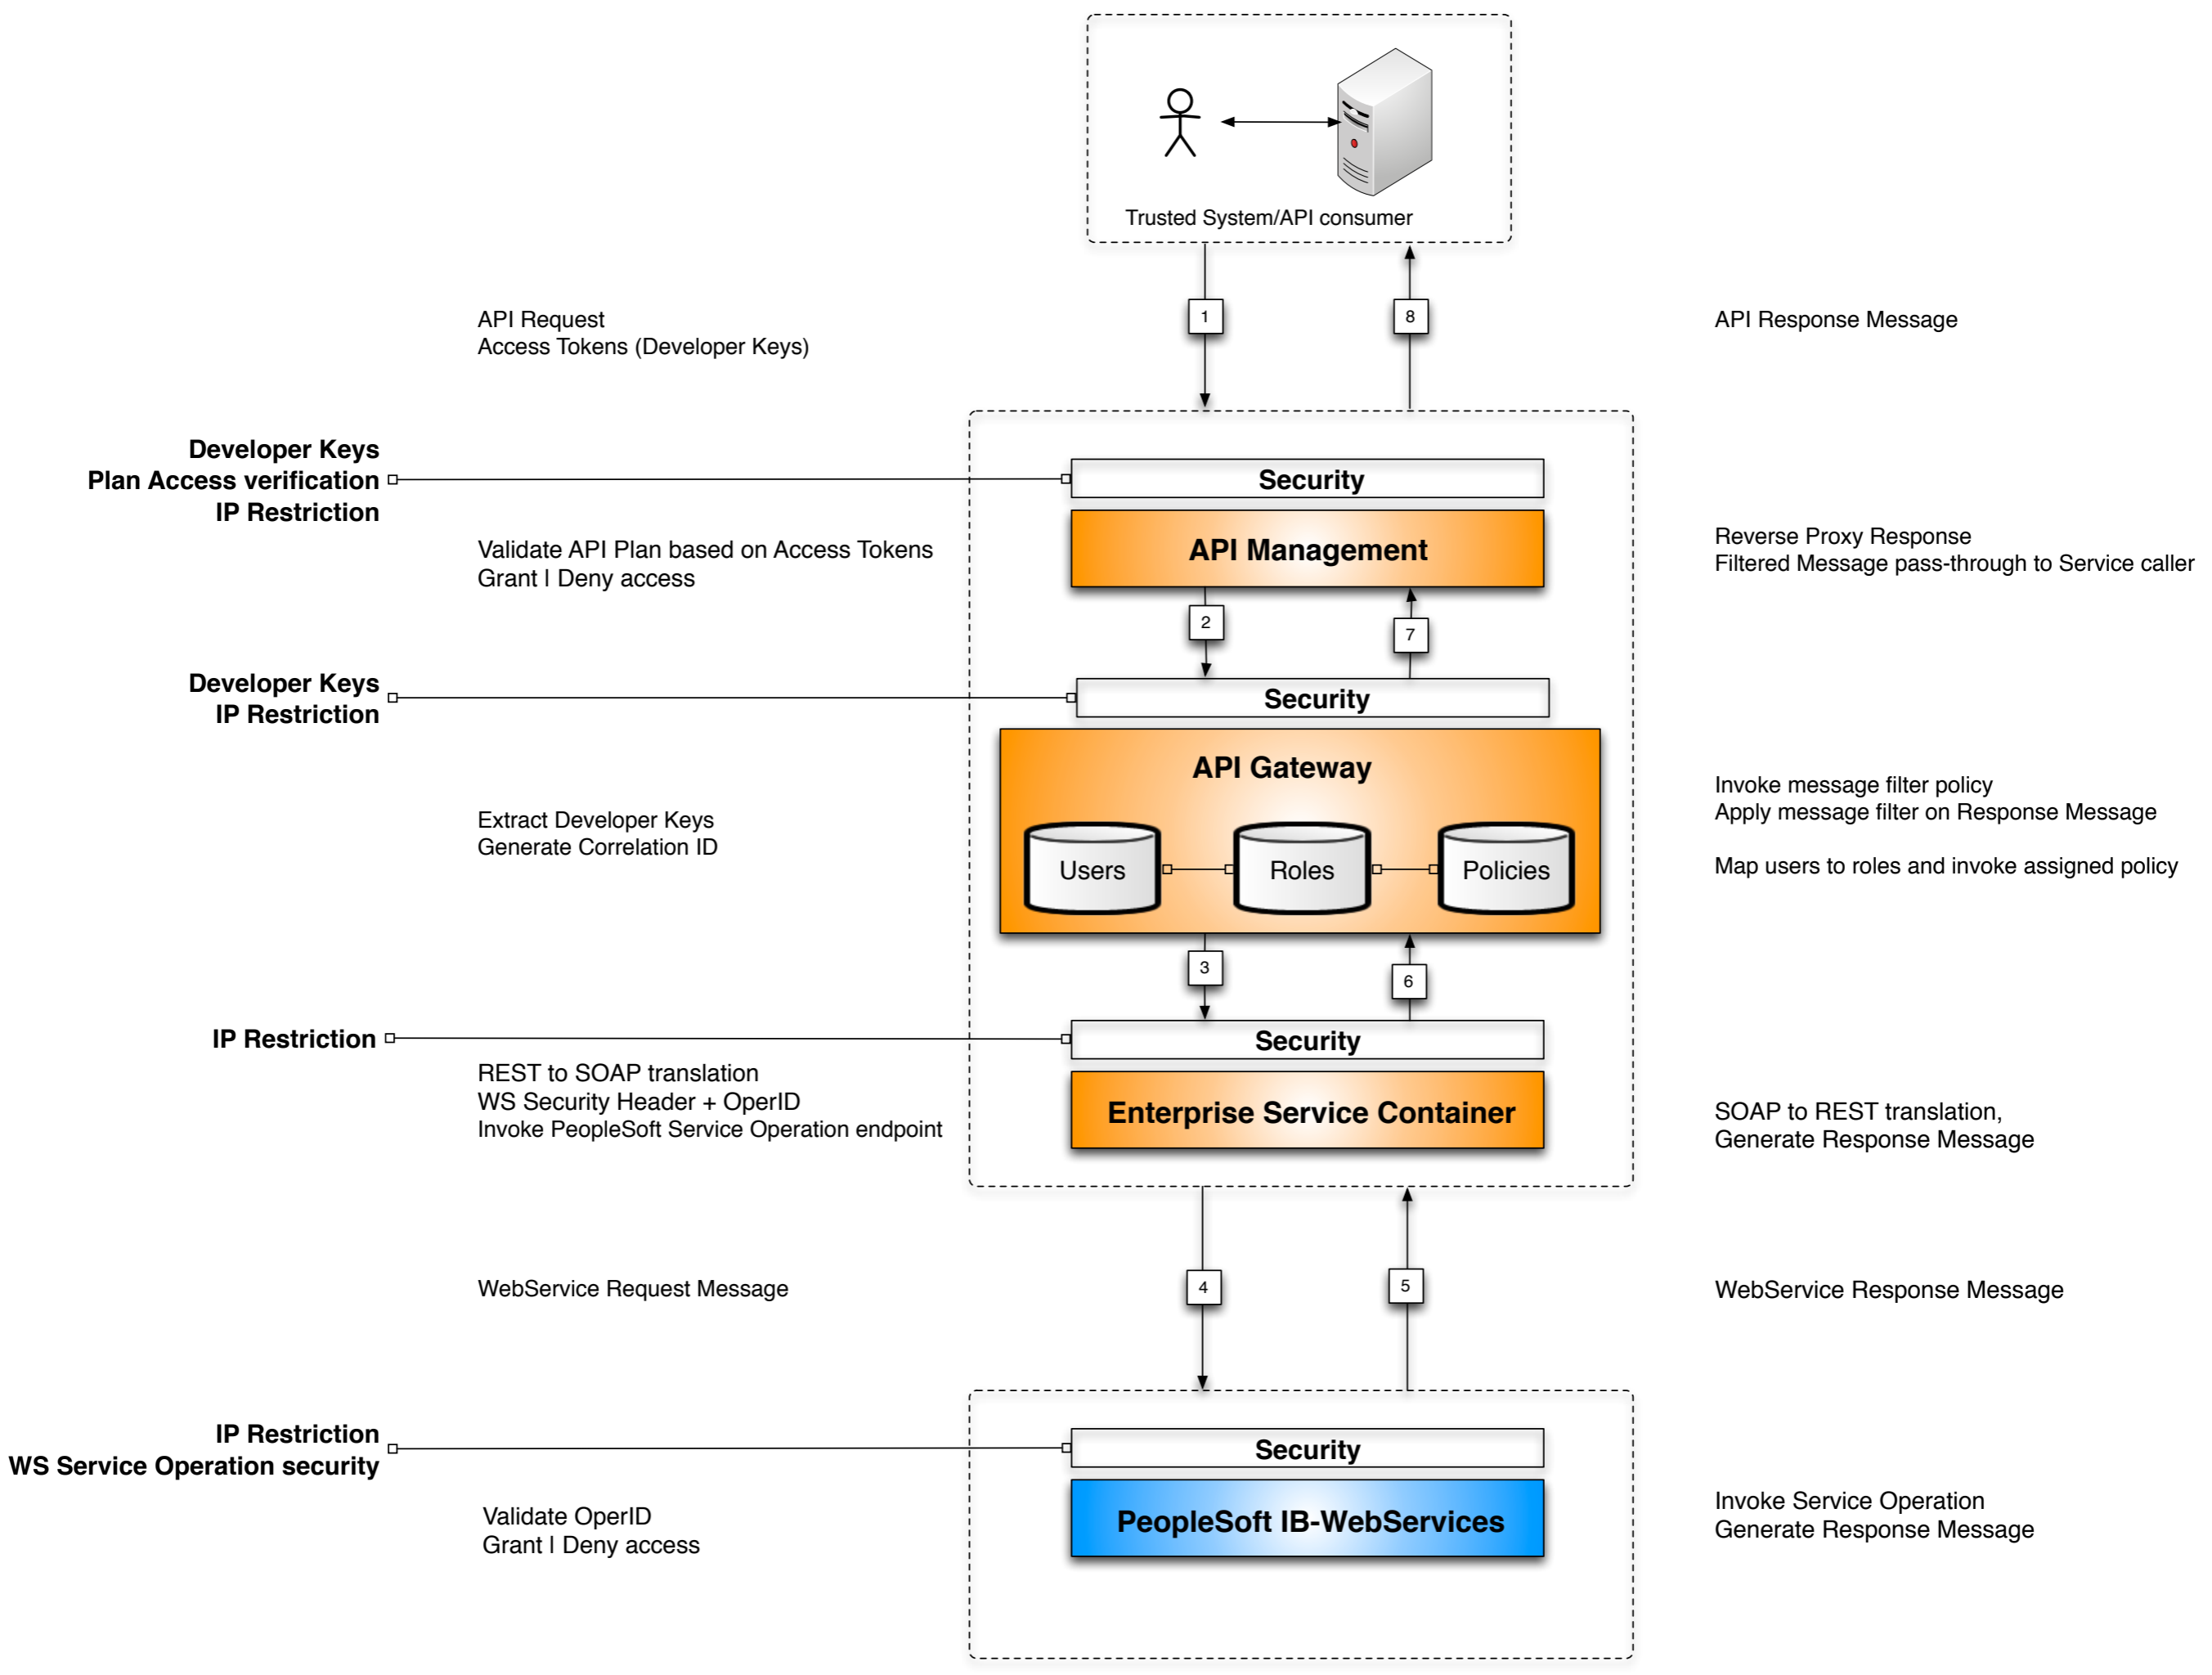 Trusted System/API consumer
API Request
Access Tokens (Developer Keys)
1
8
API Response Message
Developer Keys
Plan Access verification
IP Restriction
Security
API Management
Validate API Plan based on Access Tokens
Grant | Deny access
Reverse Proxy Response
Filtered Message pass-through to Service caller
2
7
Developer Keys
IP Restriction
Security
API Gateway
Users
Roles
Policies
Extract Developer Keys
Generate Correlation ID
Invoke message filter policy
Apply message filter on Response Message
Map users to roles and invoke assigned policy
3
6
IP Restriction
Security
Enterprise Service Container
REST to SOAP translation
WS Security Header + OperID
Invoke PeopleSoft Service Operation endpoint
SOAP to REST translation,
Generate Response Message
WebService Request Message
4
5
WebService Response Message
IP Restriction
WS Service Operation security
Security
PeopleSoft IB-WebServices
Validate OperID
Grant | Deny access
Invoke Service Operation
Generate Response Message